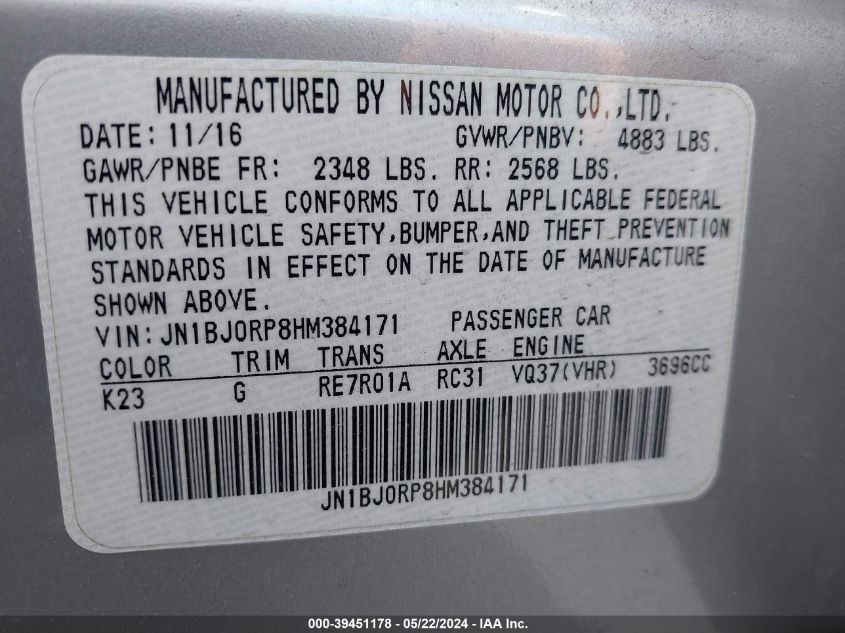 MANUFACTURED BY NISSAN MOTOR CO.,LTD.
DATE: 11/16 GVWR/PNBV: 4883 LBS.
GAWR/PNBE FR: 2348 LBS. RR: 2568 LBS.
THIS VEHICLE CONFORMS TO ALL APPLICABLE FEDERAL
MOTOR VEHICLE SAFETY,BUMPER,AND THEFT PREVENTION
STANDARDS IN EFFECT ON THE DATE OF MANUFACTURE
SHOWN ABOVE.
VIN:JN1BJ0RP8HM384171 PASSENGER CAR
COLOR TRIM TRANS AXLE ENGINE
K23 G RE7R01A RC31 VQ37(VHR) 3696CC
JN1BJ0RP8HM384171
000-39451178 - 05/22/2024 - IAA Inc.